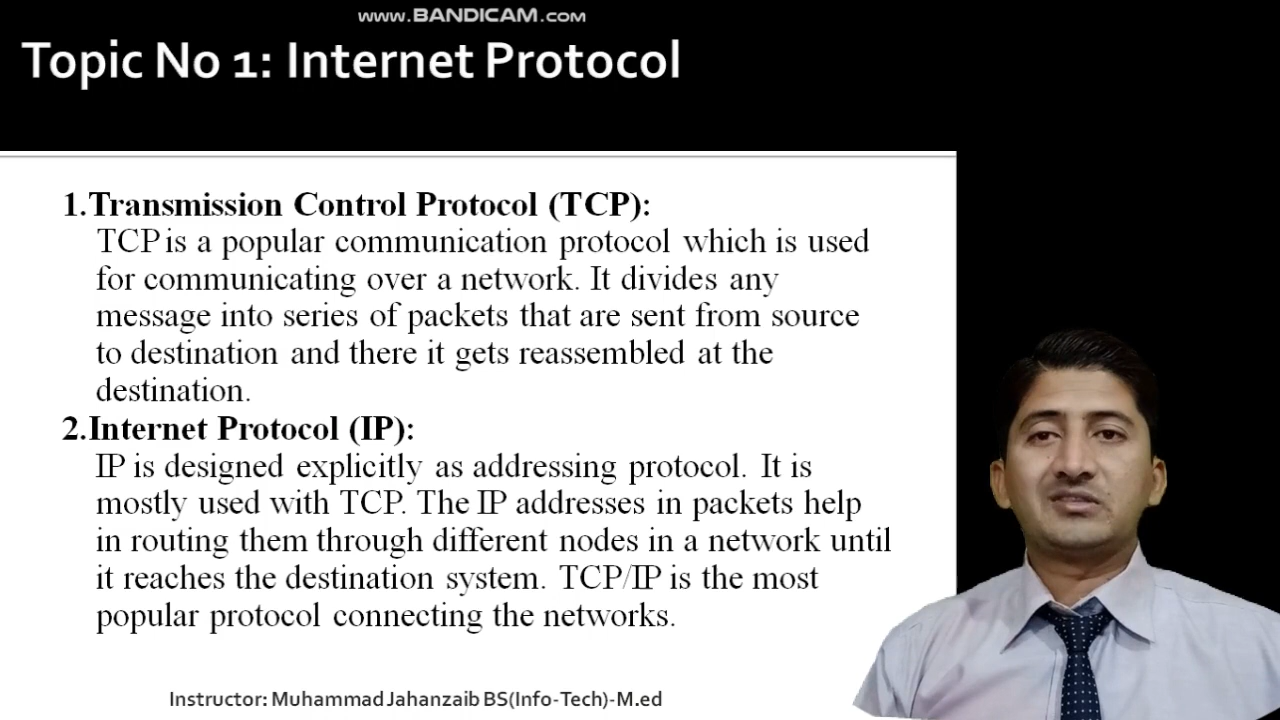 www.BANDICAM.com
Topic No 1: Internet Protocol
1.Transmission Control Protocol (TCP):
TCP is a popular communication protocol which is used
for communicating over a network. It divides any
message into series of packets that are sent from source
to destination and there it gets reassembled at the
destination.
2.Internet Protocol (IP):
IP is designed explicitly as addressing protocol. It is
mostly used with TCP. The IP addresses in packets help
in routing them through different nodes in a network until
it reaches the destination system. TCP/IP is the most
popular protocol connecting the networks.
Instructor: Muhammad Jahanzaib BS(Info-Tech)-M.ed